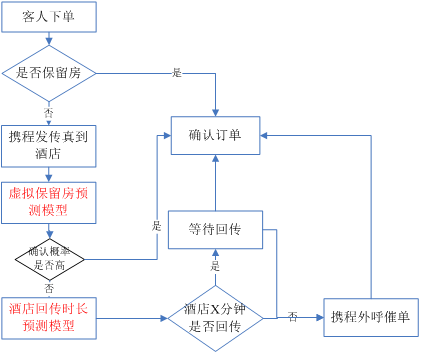 客人下单
是否保留房
是
否
携程发传真到
酒店
确认订单
虚拟保留房预
测模型
是
等待回传
确认概率
是否高
是
否
酒店回传时长
预测模型
酒店X分钟
是否回传
否
携程外呼催单